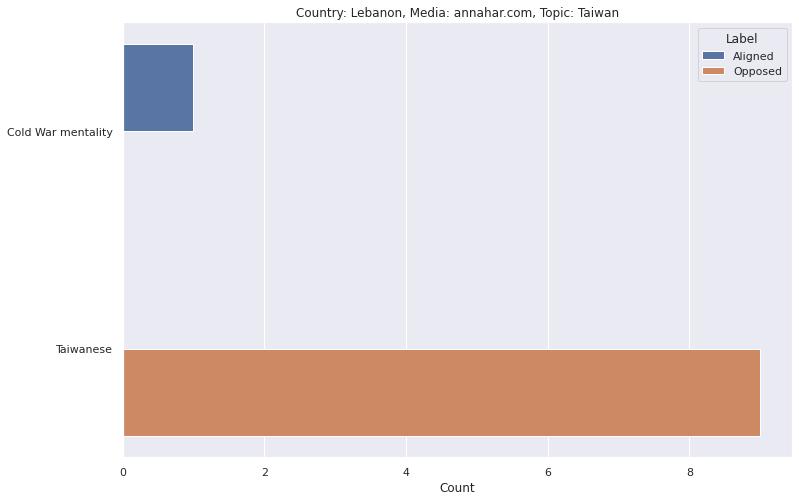 Country: Lebanon, Media: annahar.com, Topic: Taiwan
Label
Aligned
Opposed
Cold War mentality
Taiwanese
0 2 4 6 8
Count